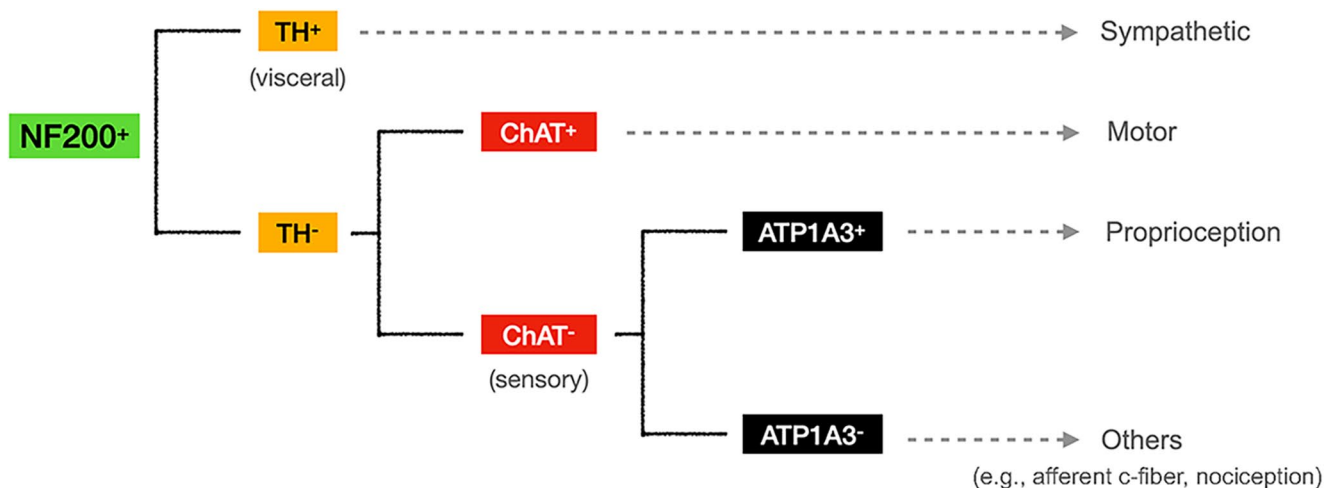 TH⁺
Sympathetic
(visceral)
NF200⁺
ChAT⁺
Motor
TH⁻
ATP1A3⁺
Proprioception
ChAT⁻
(sensory)
ATP1A3⁻
Others
(e.g., afferent c-fiber, nociception)